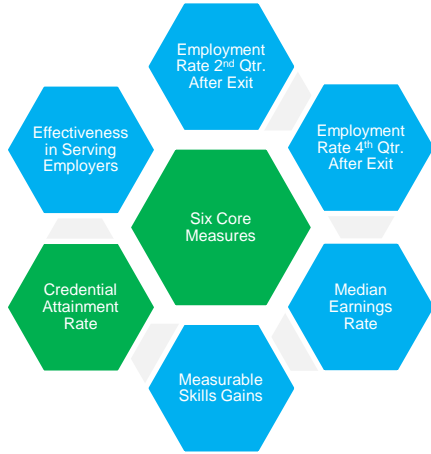 Employment
Rate 2nd Qtr.
After Exit
Employment
Rate 4th Qtr.
After Exit
Effectiveness
in Serving
Employers
Six Core
Measures
Credential
Attainment
Rate
Median
Earnings
Rate
Measurable
Skills Gains